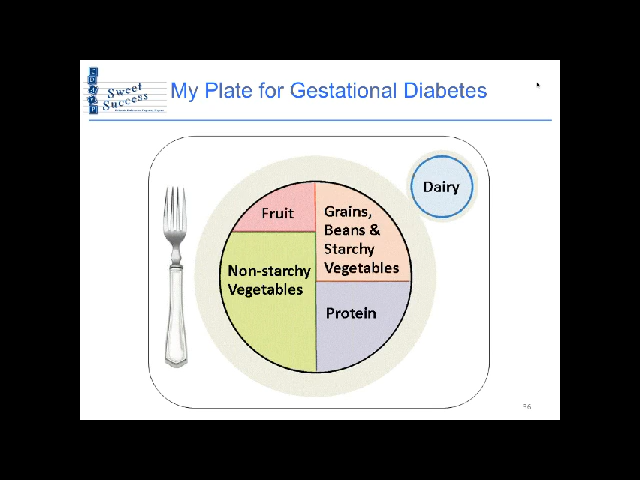 Sweet
Success
My Plate for Gestational Diabetes
Dairy
Fruit
Grains,
Beans &
Starchy
Vegetables
Non-starchy
Vegetables
Protein